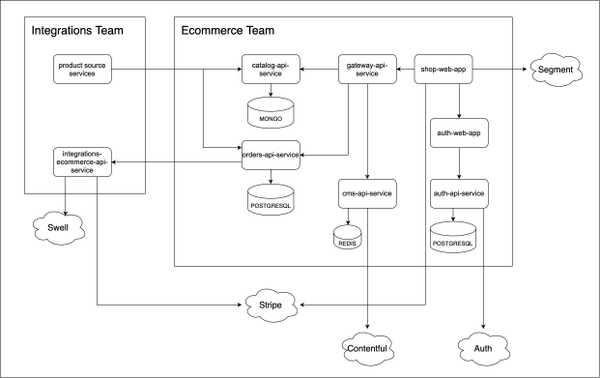 Integrations Team
Ecommerce Team
product source
services
catalog-api-
service
gateway-api-
service
shop-web-app
Segment
MONGO
auth-web-app
integrations-
ecommerce-api-
service
orders-api-service
cms-api-service
auth-api-service
POSTGRESQL
REDIS
POSTGRESQL
Swell
Stripe
Contentful
Auth